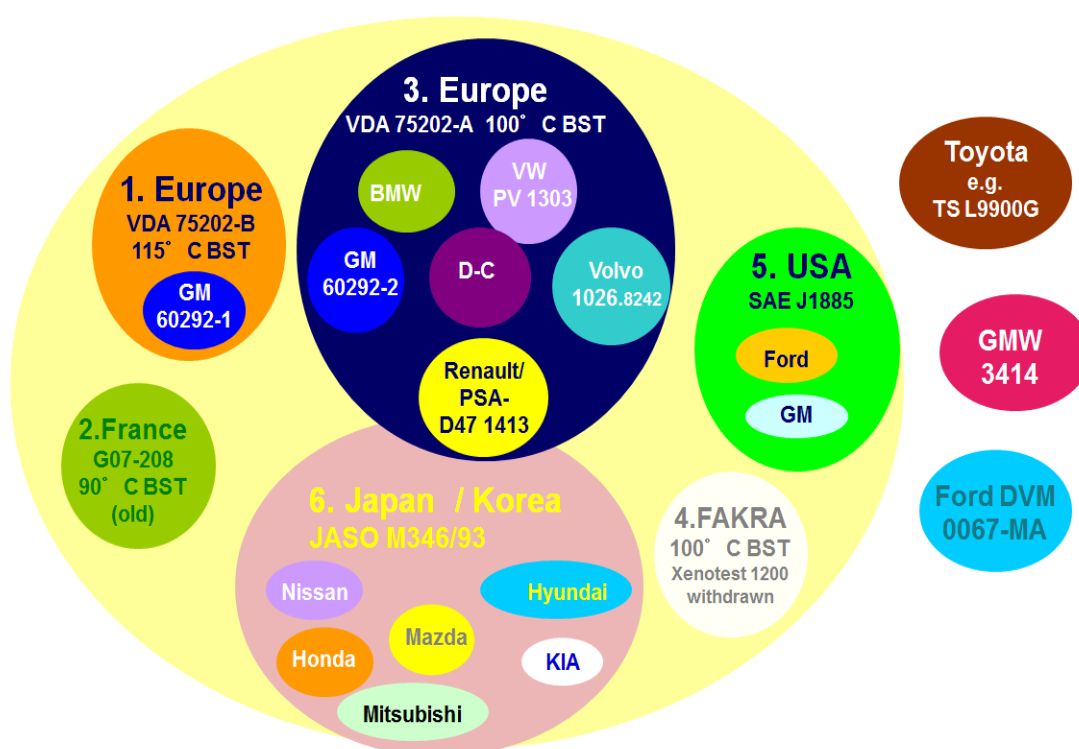 3. Europe
VDA 75202-A 100° C BST
BMW
VW
PV 1303
GM
60292-2
D-C
Volvo
1026.8242
Renault/
PSA-
D47 1413
1. Europe
VDA 75202-B
115° C BST
GM
60292-1
2.France
G07-208
90° C BST
(old)
5. USA
SAE J1885
Ford
GM
6. Japan / Korea
JASO M346/93
Nissan
Hyundai
Mazda
Honda
KIA
Mitsubishi
4.FAKRA
100° C BST
Xenotest 1200
withdrawn
Toyota
e.g.
TS L9900G
GMW
3414
Ford DVM
0067-MA